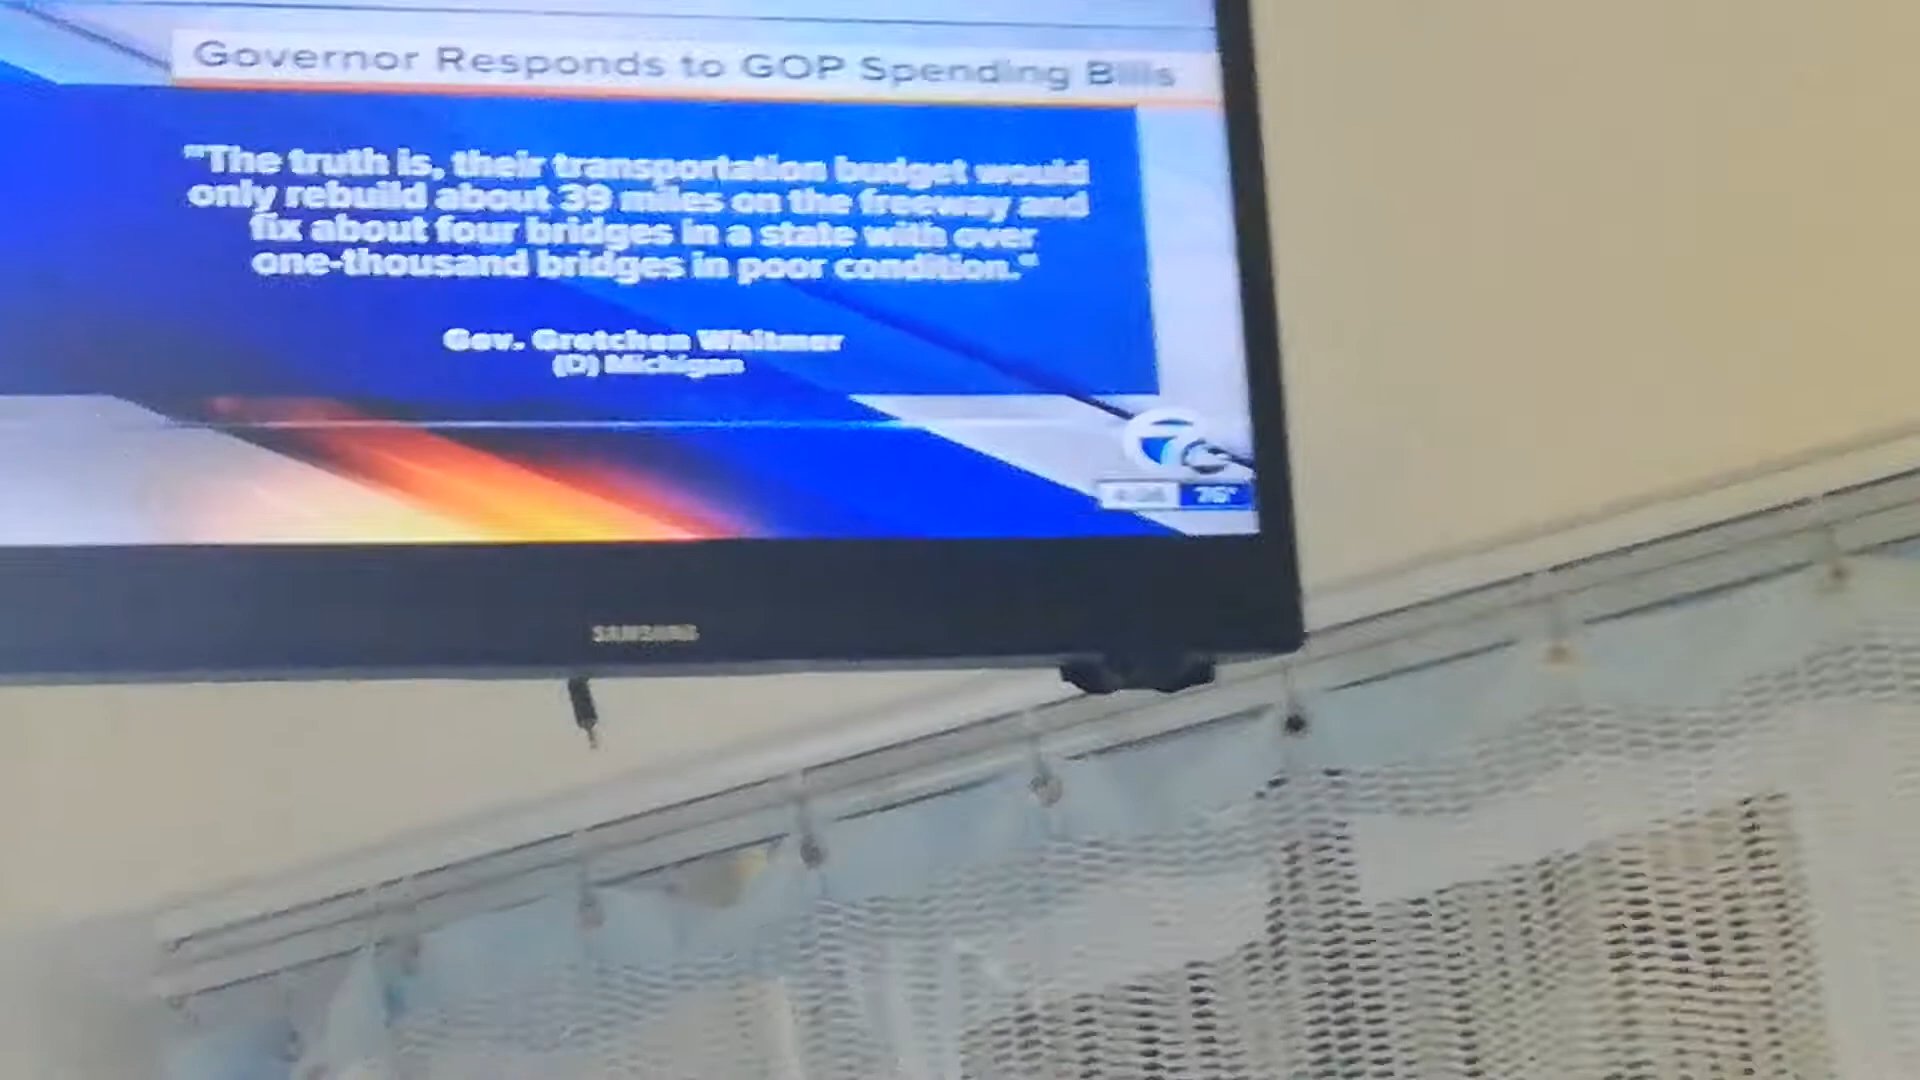 Governor Responds to GOP Spending Bills
"The truth is, their transportation budget would
only rebuild about 39 miles on the freeway and
fix about four bridges in a state with over
one-thousand bridges in poor condition."
Gov. Gretchen Whitmer
(D) Michigan
7
76°
SAMSUNG